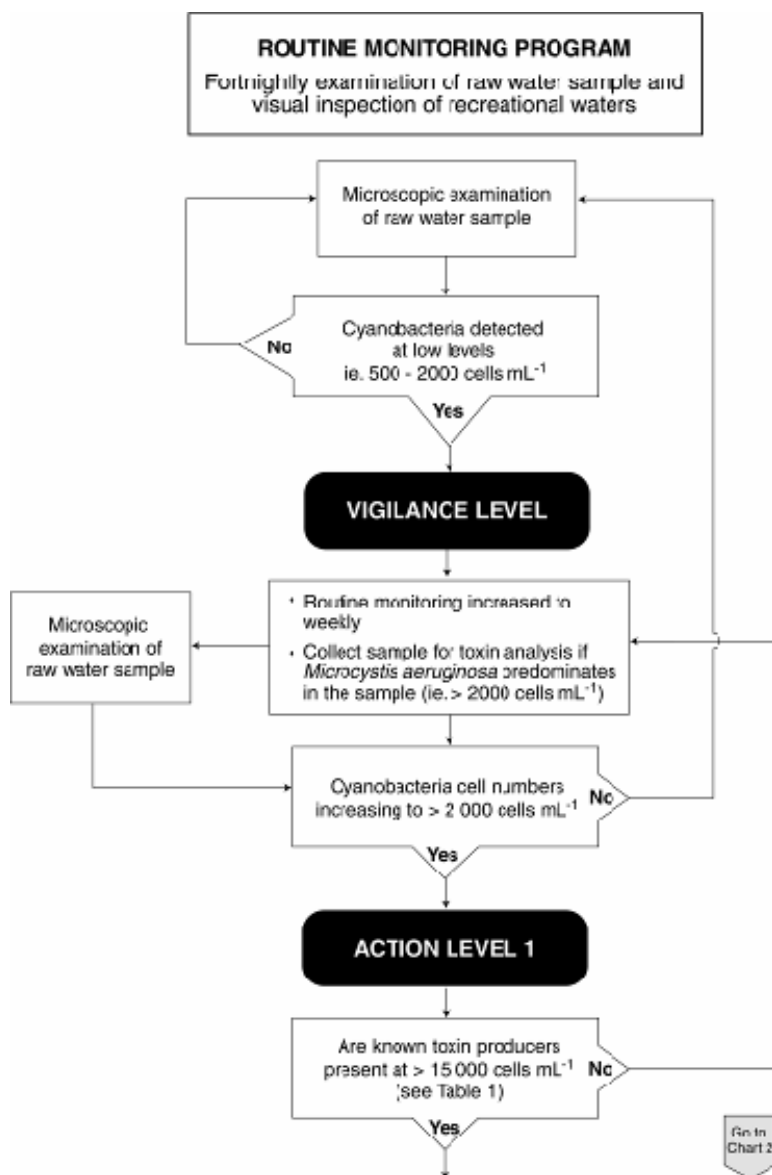 ROUTINE MONITORING PROGRAM
Fortnightly examination of raw water sample and
visual inspection of recreational waters
Microscopic examination
of raw water sample
Cyanobacteria detected
at low levels
ie. 500 - 2000 cells mL⁻¹
No
Yes
VIGILANCE LEVEL
• Routine monitoring increased to
weekly
• Collect sample for toxin analysis if
Microcystis aeruginosa predominates
in the sample (ie. > 2000 cells mL⁻¹)
Microscopic
examination of
raw water sample
Cyanobacteria cell numbers
increasing to > 2 000 cells mL⁻¹
No
Yes
ACTION LEVEL 1
Are known toxin producers
present at > 15 000 cells mL⁻¹
(see Table 1)
No
Yes
Go to
Chart 2